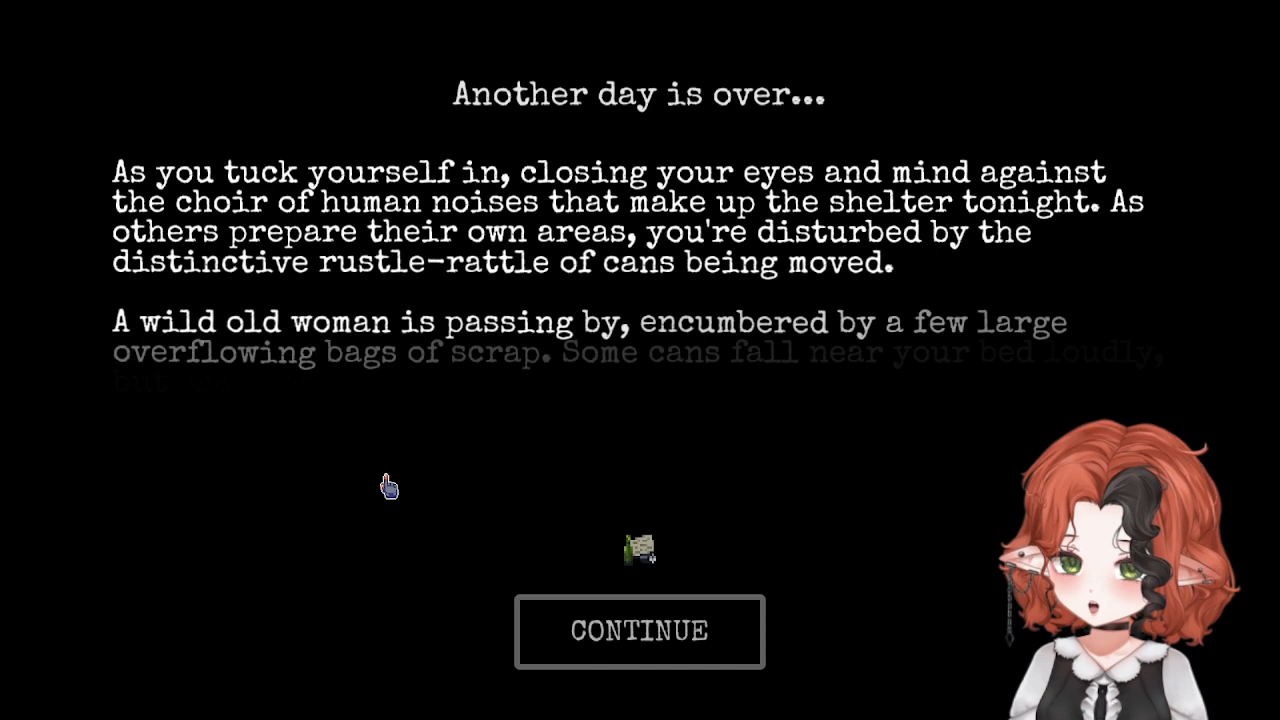 Another day is over...
As you tuck yourself in, closing your eyes and mind against
the choir of human noises that make up the shelter tonight. As
others prepare their own areas, you're disturbed by the
distinctive rustle-rattle of cans being moved.
A wild old woman is passing by, encumbered by a few large
overflowing bags of scrap. Some cans fall near your bed loudly,
but
CONTINUE